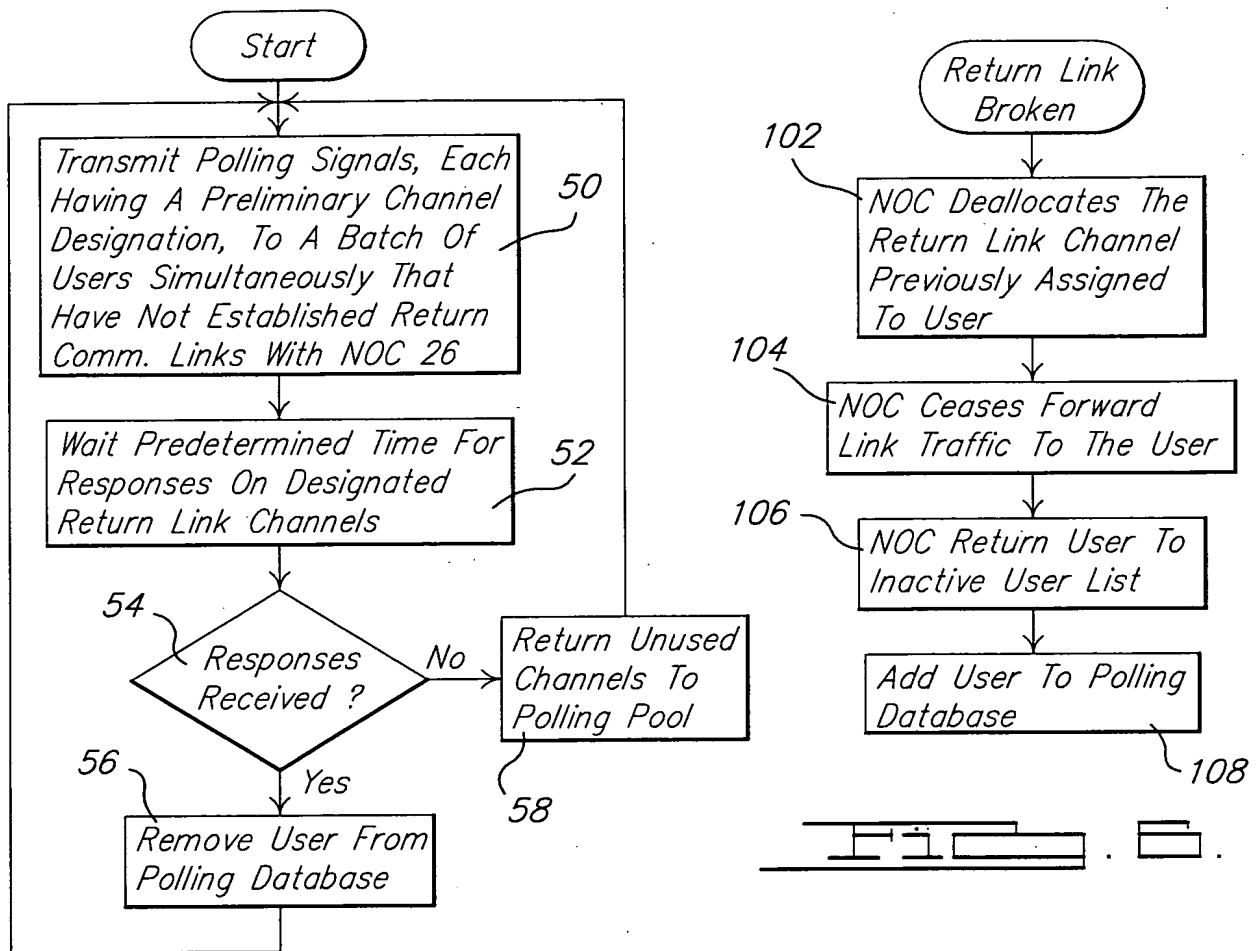 Start
Transmit Polling Signals, Each
Having A Preliminary Channel
Designation, To A Batch Of
Users Simultaneously That
Have Not Established Return
Comm. Links With NOC 26
50
Wait Predetermined Time For
Responses On Designated
Return Link Channels
52
54
Responses
Received ?
No
Return Unused
Channels To
Polling Pool
58
Yes
56
Remove User From
Polling Database
Return Link
Broken
102
NOC Deallocates The
Return Link Channel
Previously Assigned
To User
104
NOC Ceases Forward
Link Traffic To The User
106
NOC Return User To
Inactive User List
Add User To Polling
Database
108